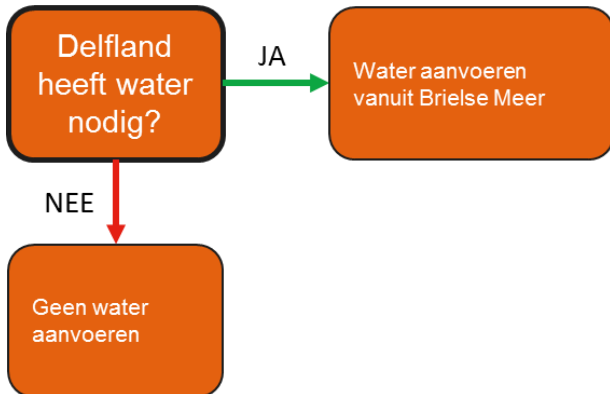 Delfland
heeft water
nodig?
JA
Water aanvoeren
vanuit Brielse Meer
NEE
Geen water
aanvoeren